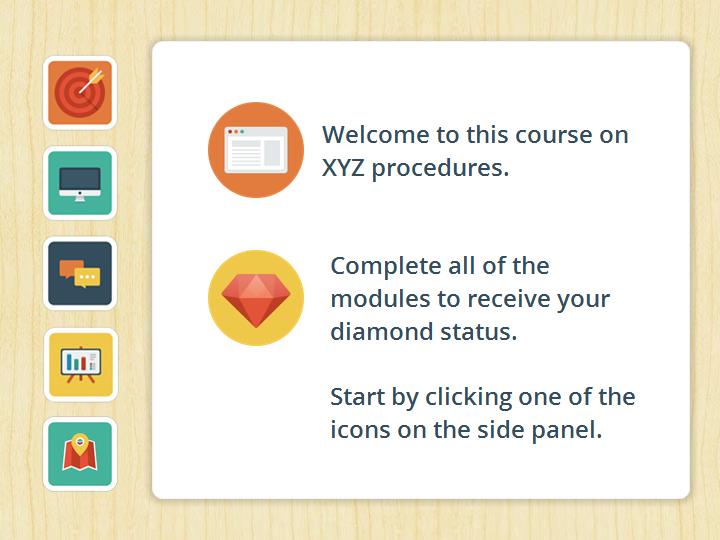 Welcome to this course on
XYZ procedures.
Complete all of the
modules to receive your
diamond status.
Start by clicking one of the
icons on the side panel.